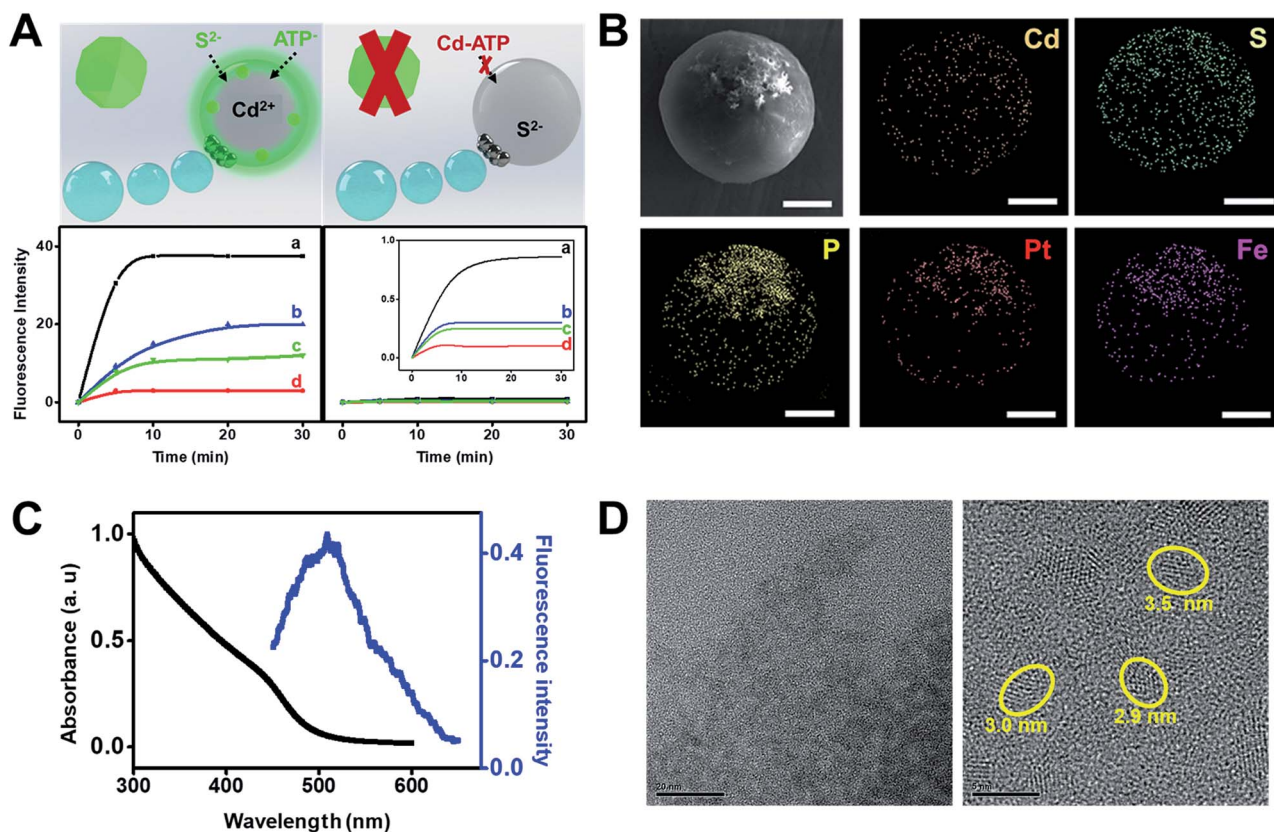 A
S²⁻
ATP⁻
Cd²⁺
Cd-ATP
S²⁻
Fluorescence Intensity
40
20
0
a
b
c
d
0 10 20 30
Time (min)
1.0
0.5
0.0
a
b
c
d
0 10 20 30
0 10 20 30
Time (min)
B
Cd
S
P
Pt
Fe
C
Absorbance (a. u)
1.0
0.5
0.0
300 400 500 600
Wavelength (nm)
0.4
0.2
0.0
Fluorescence intensity
D
20 nm
3.5 nm
3.0 nm
2.9 nm
5 nm